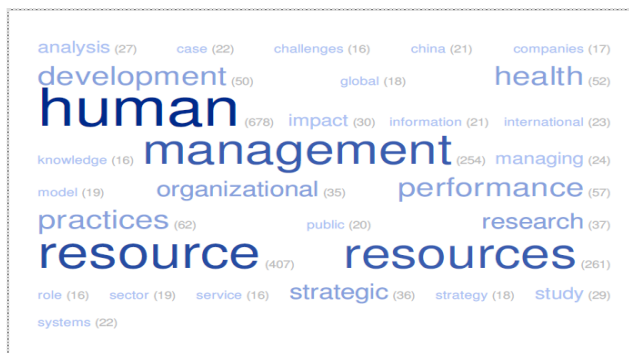 analysis (27) case (22) challenges (16) china (21) companies (17)
development (50) global (18) health (52)
human (678) impact (30) information (21) international (23)
knowledge (16) management (254) managing (24)
model (19) organizational (35) performance (57)
practices (62) public (20) research (37)
resource (407) resources (261)
role (16) sector (19) service (16) strategic (36) strategy (18) study (29)
systems (22)